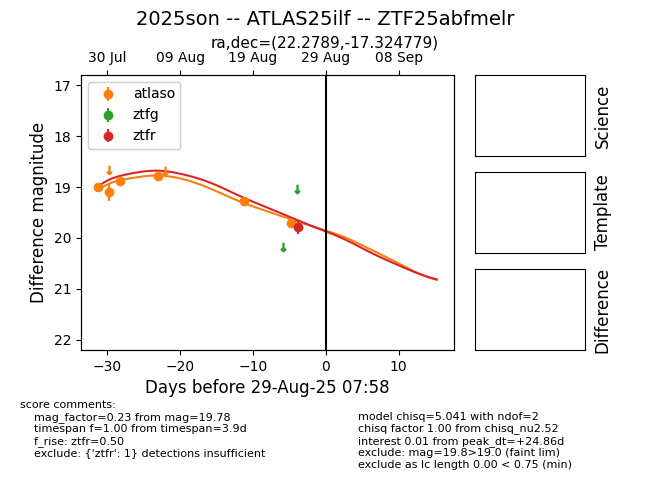 2025son -- ATLAS25ilf -- ZTF25abfmelr
ra,dec=(22.2789,-17.324779)
30 Jul 09 Aug 19 Aug 29 Aug 08 Sep
atlaso
ztfg
ztfr
17
18
19
20
21
22
Difference magnitude
−30 −20 −10 0 10
Days before 29-Aug-25 07:58
Science
Template
Difference
score comments:
mag_factor=0.23 from mag=19.78
timespan f=1.00 from timespan=3.9d
f_rise: ztfr=0.50
exclude: {'ztfr': 1} detections insufficient
model chisq=5.041 with ndof=2
chisq factor 1.00 from chisq_nu2.52
interest 0.01 from peak_dt=+24.86d
exclude: mag=19.8>19.0 (faint lim)
exclude as lc length 0.00 < 0.75 (min)